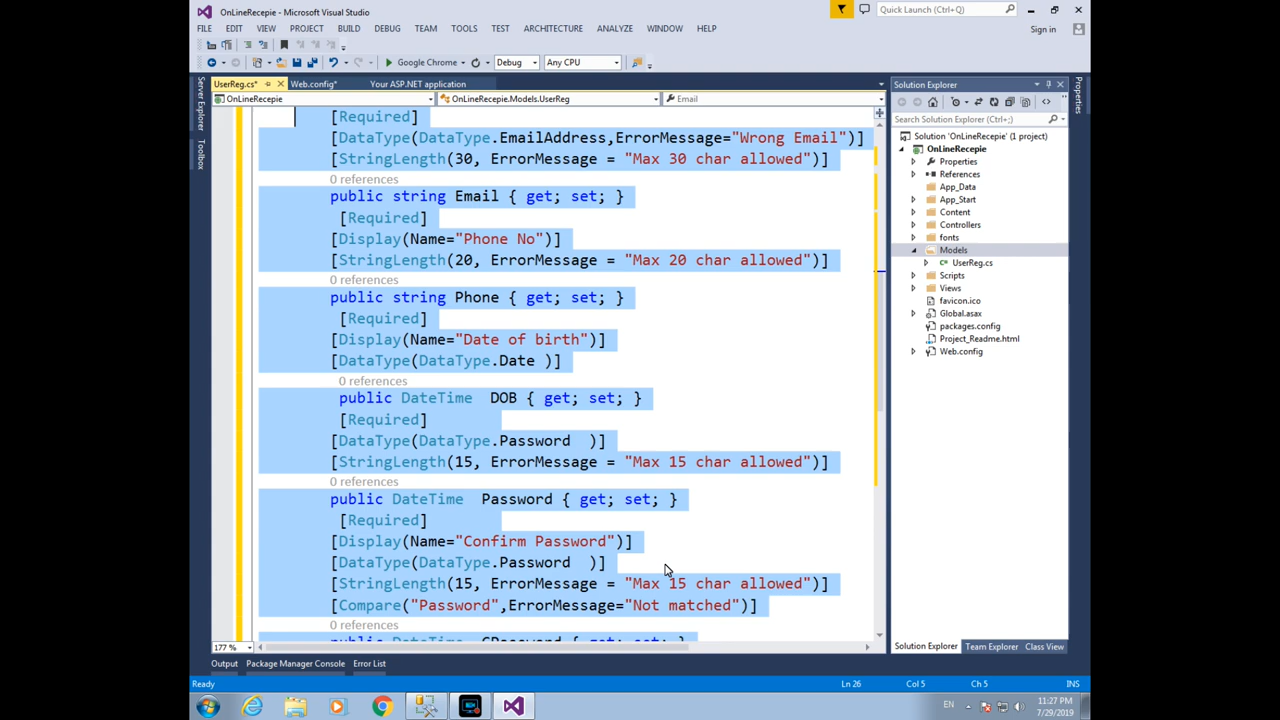 OnLineRecepie - Microsoft Visual Studio
Quick Launch (Ctrl+Q)
FILE EDIT VIEW PROJECT BUILD DEBUG TEAM TOOLS TEST ARCHITECTURE ANALYZE WINDOW HELP
Sign in
Google Chrome Debug Any CPU
UserReg.cs* Web.config* Your ASP.NET application
OnLineRecepie OnLineRecepie.Models.UserReg Email
Server Explorer
Toolbox
[Required]
[DataType(DataType.EmailAddress,ErrorMessage="Wrong Email")]
[StringLength(30, ErrorMessage = "Max 30 char allowed")]
0 references
public string Email { get; set; }
[Required]
[Display(Name="Phone No")]
[StringLength(20, ErrorMessage = "Max 20 char allowed")]
0 references
public string Phone { get; set; }
[Required]
[Display(Name="Date of birth")]
[DataType(DataType.Date )]
0 references
public DateTime  DOB { get; set; }
[Required]
[DataType(DataType.Password  )]
[StringLength(15, ErrorMessage = "Max 15 char allowed")]
0 references
public DateTime  Password { get; set; }
[Required]
[Display(Name="Confirm Password")]
[DataType(DataType.Password  )]
[StringLength(15, ErrorMessage = "Max 15 char allowed")]
[Compare("Password",ErrorMessage="Not matched")]
0 references
public DateTime  CPassword { get; set; }
177 %
Output Package Manager Console Error List
Solution Explorer
Search Solution Explorer (Ctrl+;)
Solution 'OnLineRecepie' (1 project)
OnLineRecepie
Properties
References
App_Data
App_Start
Content
Controllers
fonts
Models
UserReg.cs
Scripts
Views
favicon.ico
Global.asax
packages.config
Project_Readme.html
Web.config
Solution Explorer Team Explorer Class View
Properties
Ready Ln 26 Col 5 Ch 5 INS
EN
11:27 PM
7/29/2019